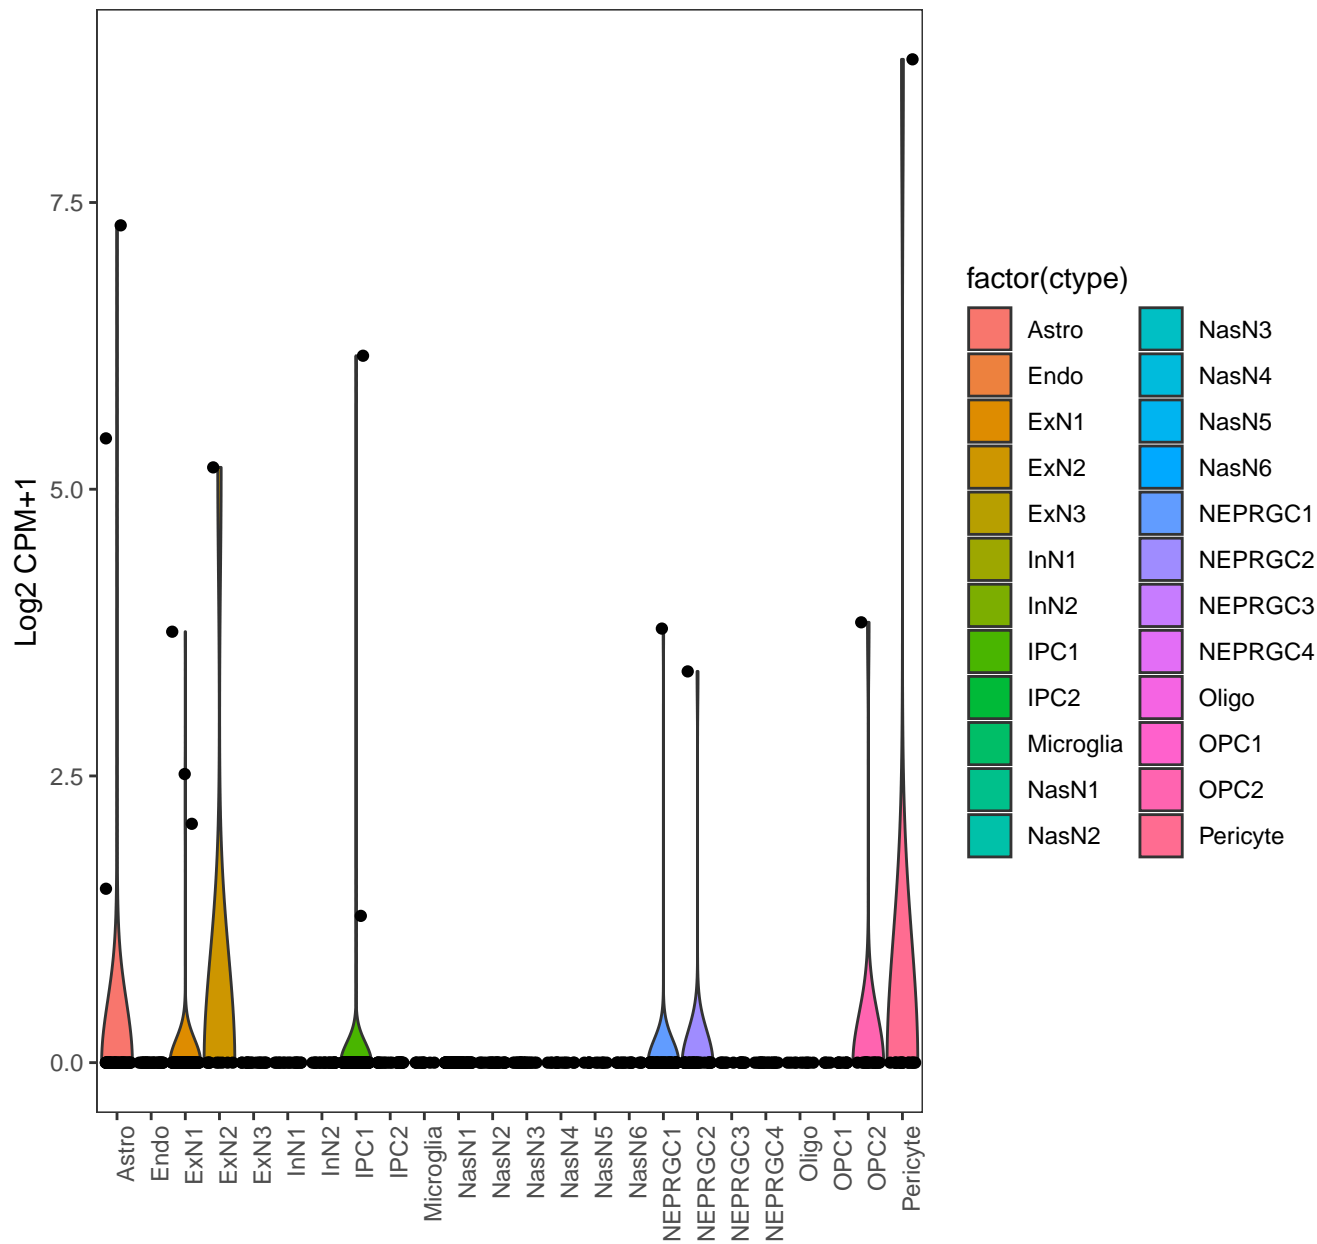 7.5
5.0
2.5
0.0
Log2 CPM+1
Astro
Endo
ExN1
ExN2
ExN3
InN1
InN2
IPC1
IPC2
Microglia
NasN1
NasN2
NasN3
NasN4
NasN5
NasN6
NEPRGC1
NEPRGC2
NEPRGC3
NEPRGC4
Oligo
OPC1
OPC2
Pericyte
factor(ctype)
Astro
Endo
ExN1
ExN2
ExN3
InN1
InN2
IPC1
IPC2
Microglia
NasN1
NasN2
NasN3
NasN4
NasN5
NasN6
NEPRGC1
NEPRGC2
NEPRGC3
NEPRGC4
Oligo
OPC1
OPC2
Pericyte